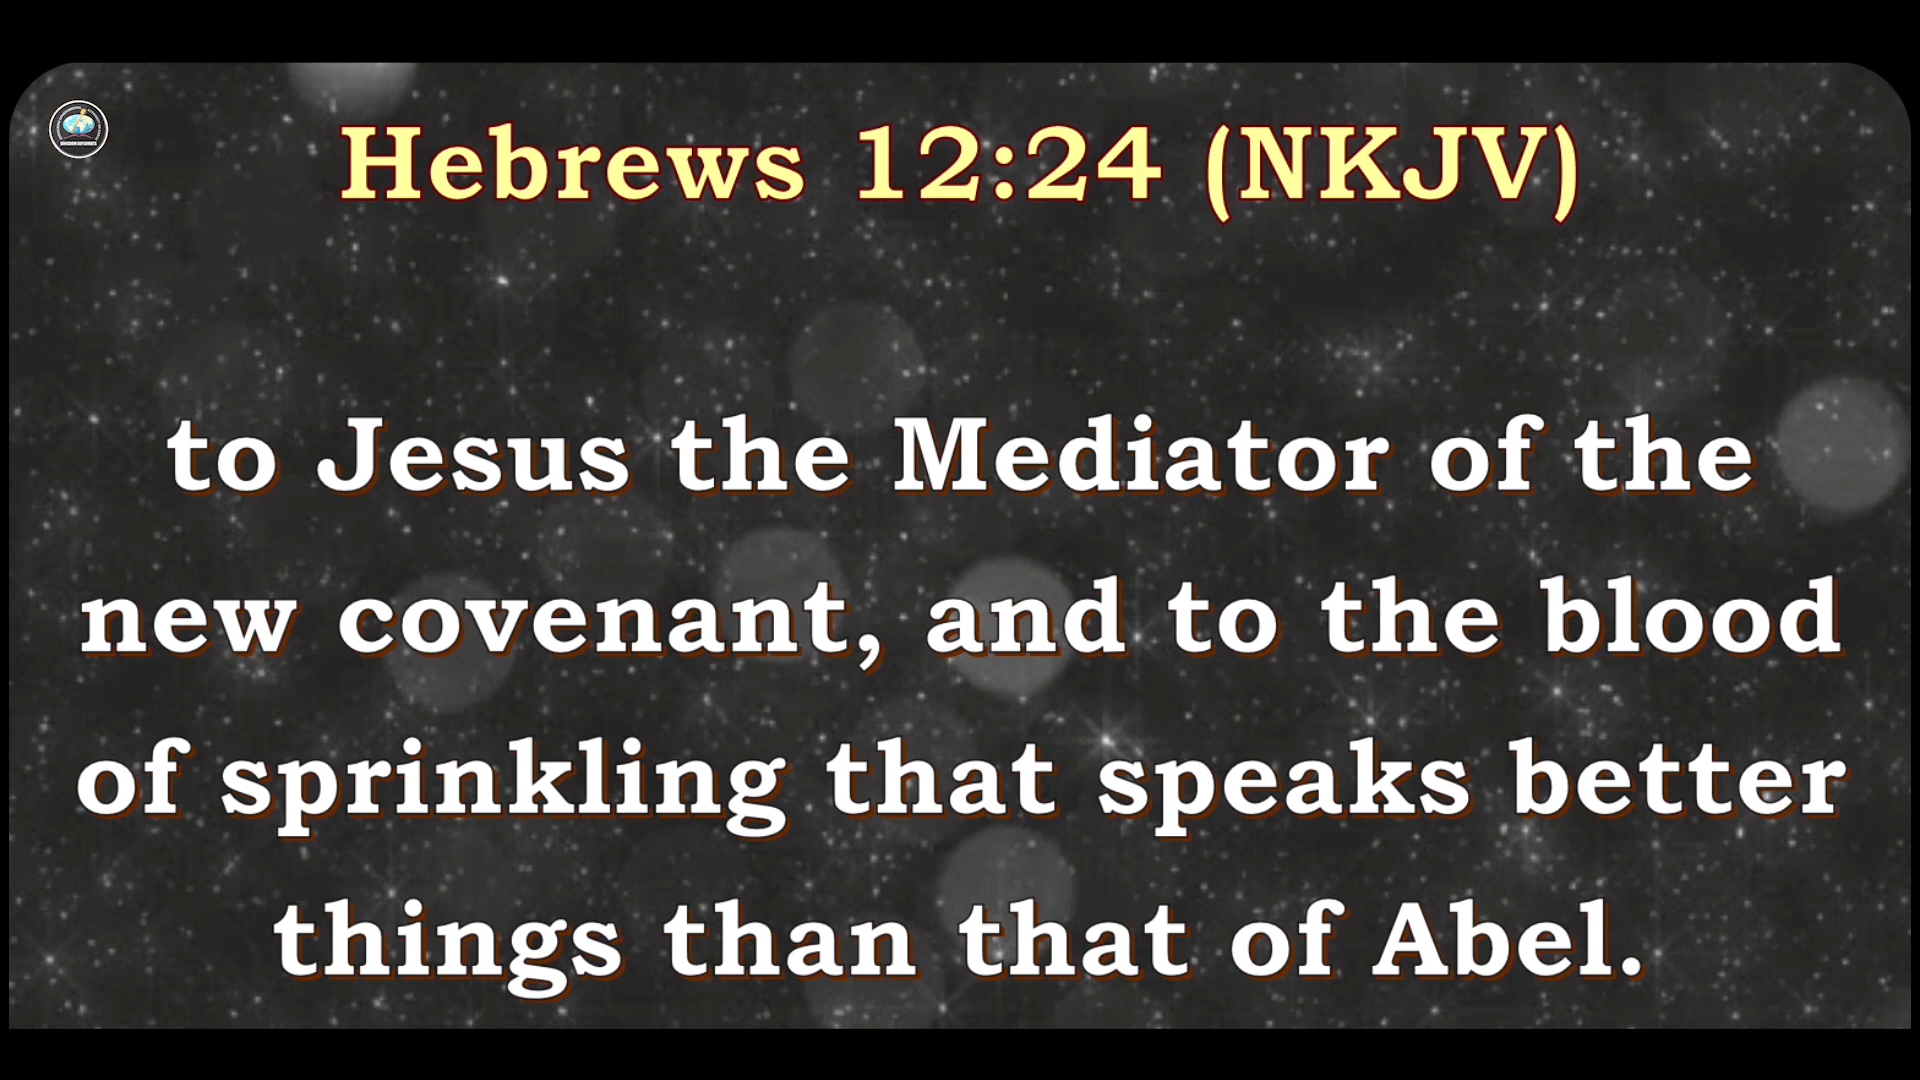 Hebrews 12:24 (NKJV)
to Jesus the Mediator of the
new covenant, and to the blood
of sprinkling that speaks better
things than that of Abel.